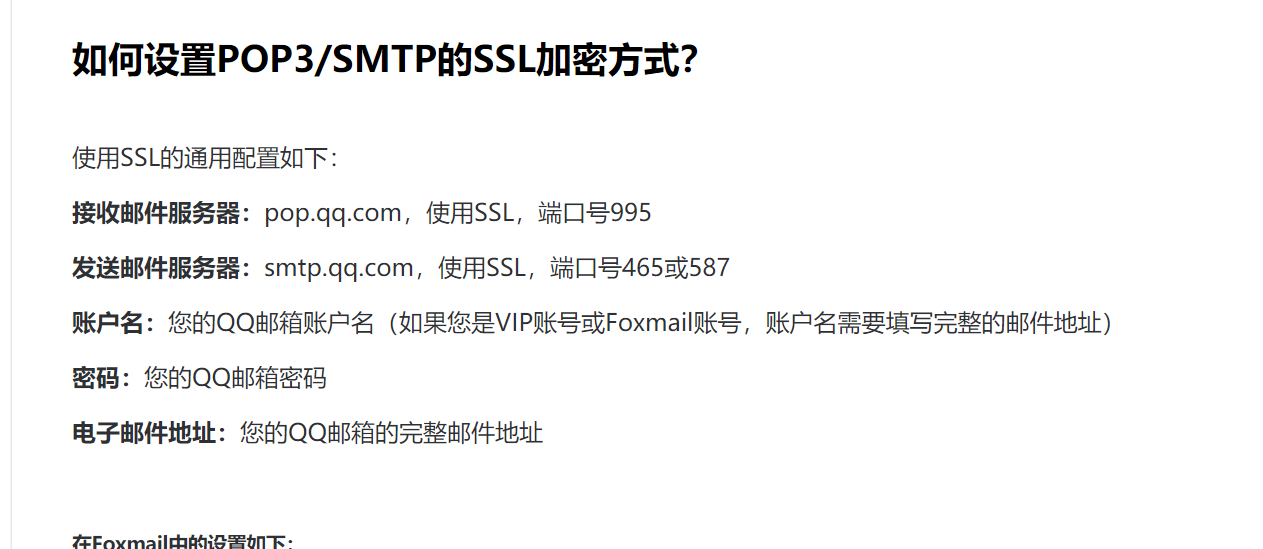 如何设置POP3/SMTP的SSL加密方式？
使用SSL的通用配置如下：
接收邮件服务器：pop.qq.com，使用SSL，端口号995
发送邮件服务器：smtp.qq.com，使用SSL，端口号465或587
账户名：您的QQ邮箱账户名（如果您是VIP账号或Foxmail账号，账户名需要填写完整的邮件地址）
密码：您的QQ邮箱密码
电子邮件地址：您的QQ邮箱的完整邮件地址
在Foxmail中的设置如下：